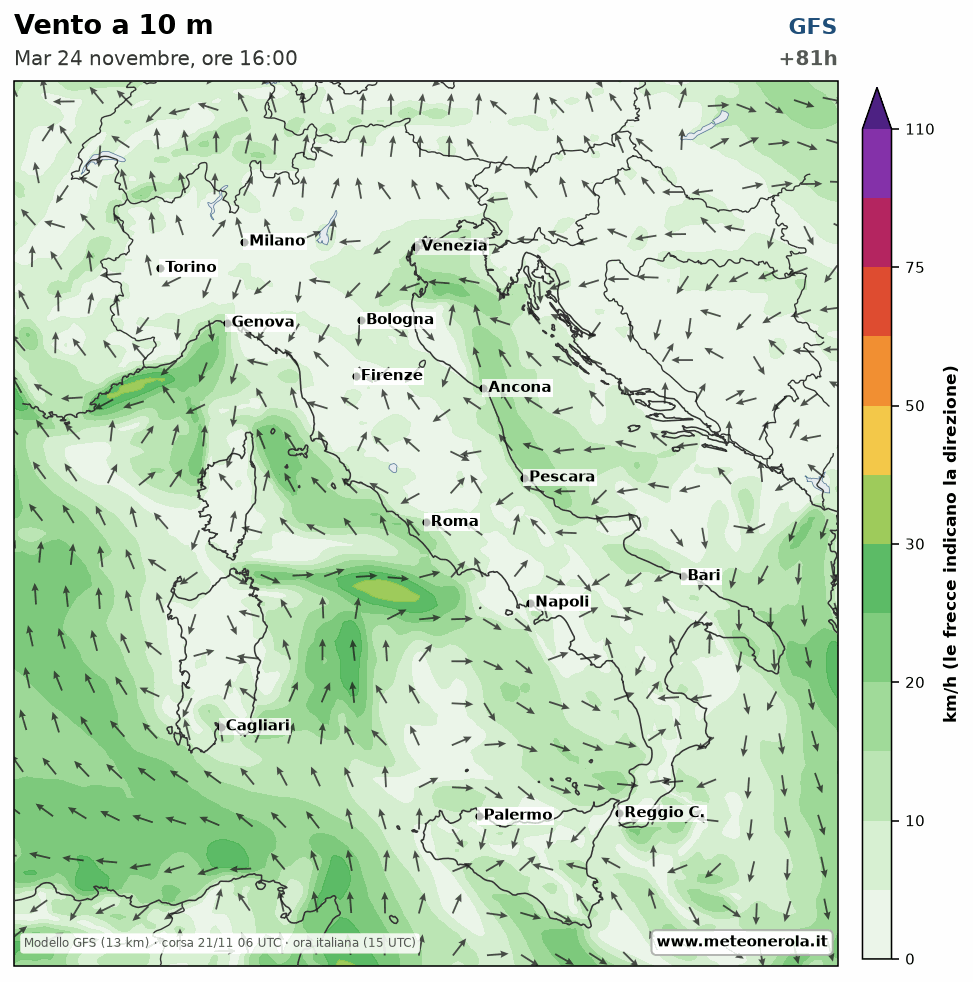 Vento a 10 m
GFS
Mar 24 novembre, ore 16:00
+81h
Milano
Venezia
Torino
Genova
Bologna
Firenze
Ancona
Pescara
Roma
Bari
Napoli
Cagliari
Palermo
Reggio C.
Modello GFS (13 km) · corsa 21/11 06 UTC · ora italiana (15 UTC)
www.meteonerola.it
110
75
50
30
20
10
0
km/h (le frecce indicano la direzione)